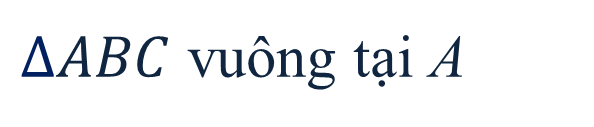 Δ𝐴𝐵𝐶 vuông tại 𝐴